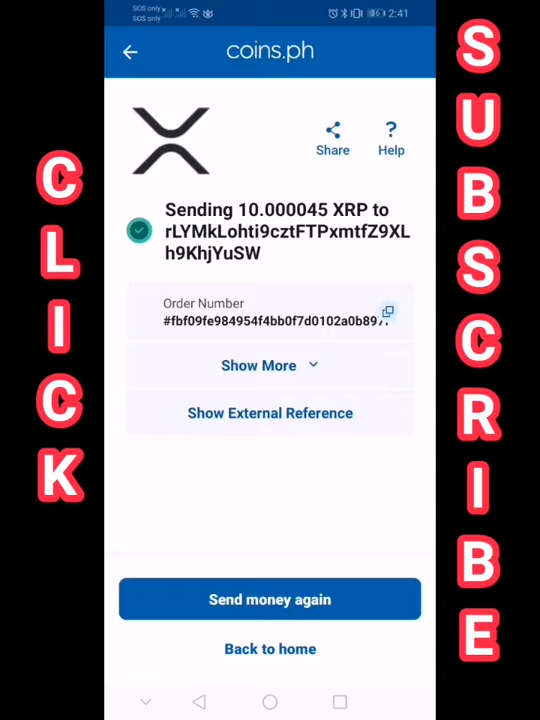 SOS only
SOS only
2:41
coins.ph
Share
Help
Sending 10.000045 XRP to
rLYMkLohti9cztFTPxmtfZ9XL
h9KhjYuSW
Order Number
#fbf09fe984954f4bb0f7d0102a0b897.
Show More
Show External Reference
Send money again
Back to home
CLICK
SUBSCRIBE